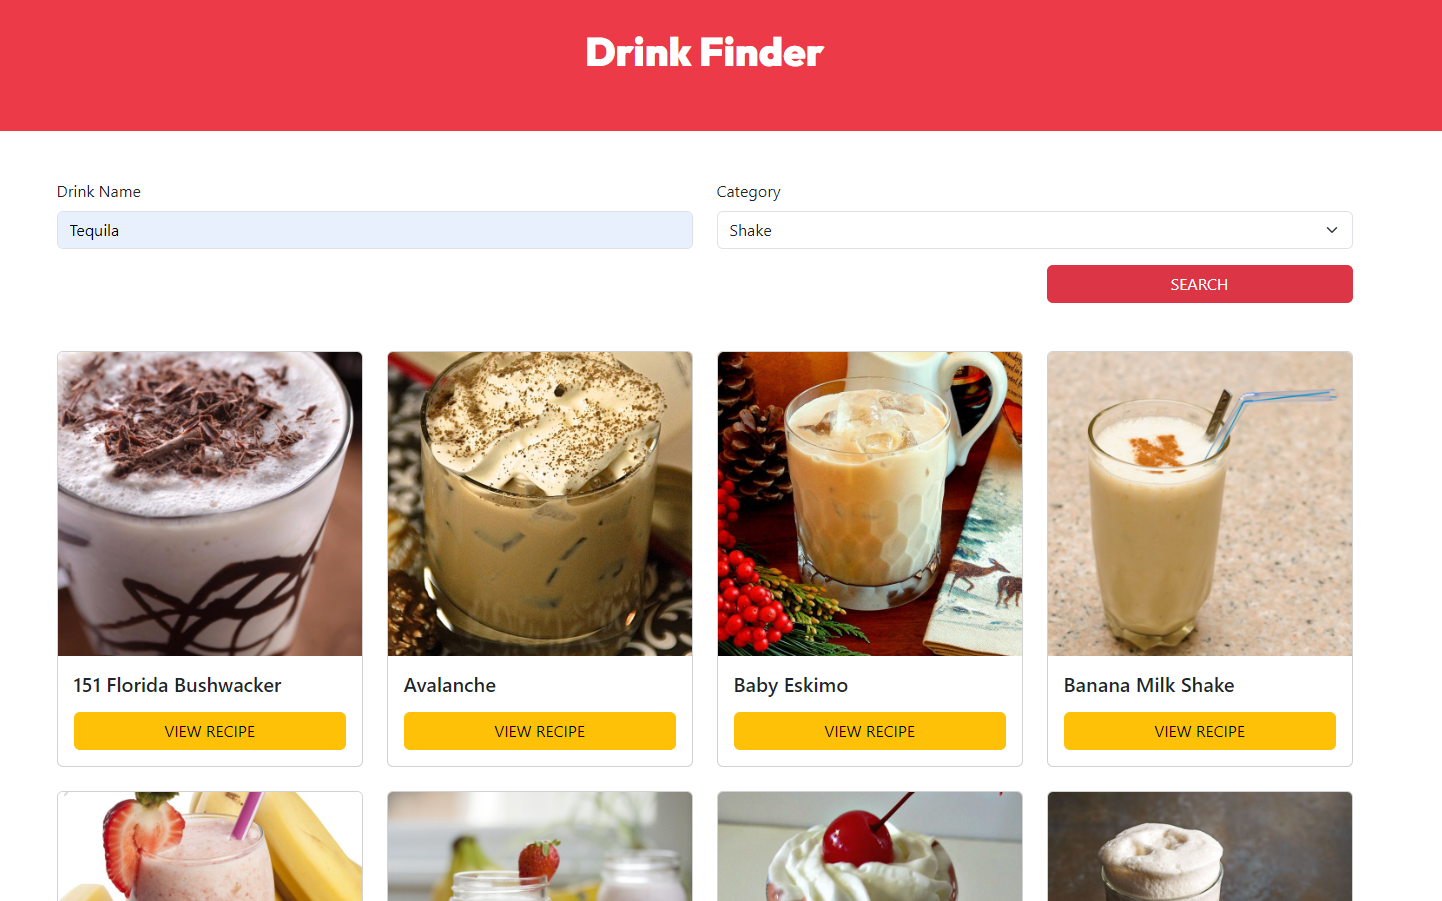 Drink Finder
Drink Name
Category
Tequila
Shake
SEARCH
151 Florida Bushwacker
Avalanche
Baby Eskimo
Banana Milk Shake
VIEW RECIPE
VIEW RECIPE
VIEW RECIPE
VIEW RECIPE